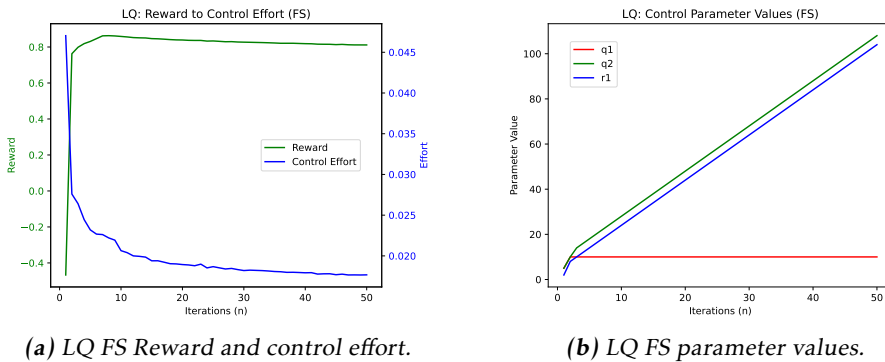 LQ: Reward to Control Effort (FS)
0.8
0.6
0.4
0.2
0.0
−0.2
−0.4
Reward
0.045
0.040
0.035
0.030
0.025
0.020
Effort
Reward
Control Effort
0 10 20 30 40 50
Iterations (n)
(a) LQ FS Reward and control effort.
LQ: Control Parameter Values (FS)
100
80
60
40
20
0
Parameter Value
q1
q2
r1
0 10 20 30 40 50
Iterations (n)
(b) LQ FS parameter values.